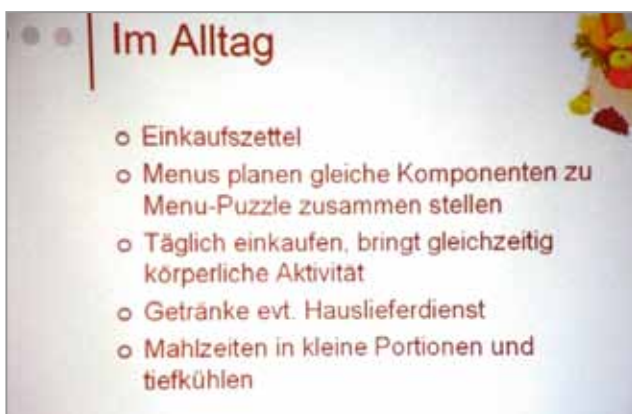 Im Alltag
Einkaufszettel
Menus planen gleiche Komponenten zu
Menu-Puzzle zusammen stellen
Täglich einkaufen, bringt gleichzeitig
körperliche Aktivität
Getränke evt. Hauslieferdienst
Mahlzeiten in kleine Portionen und
tiefkühlen